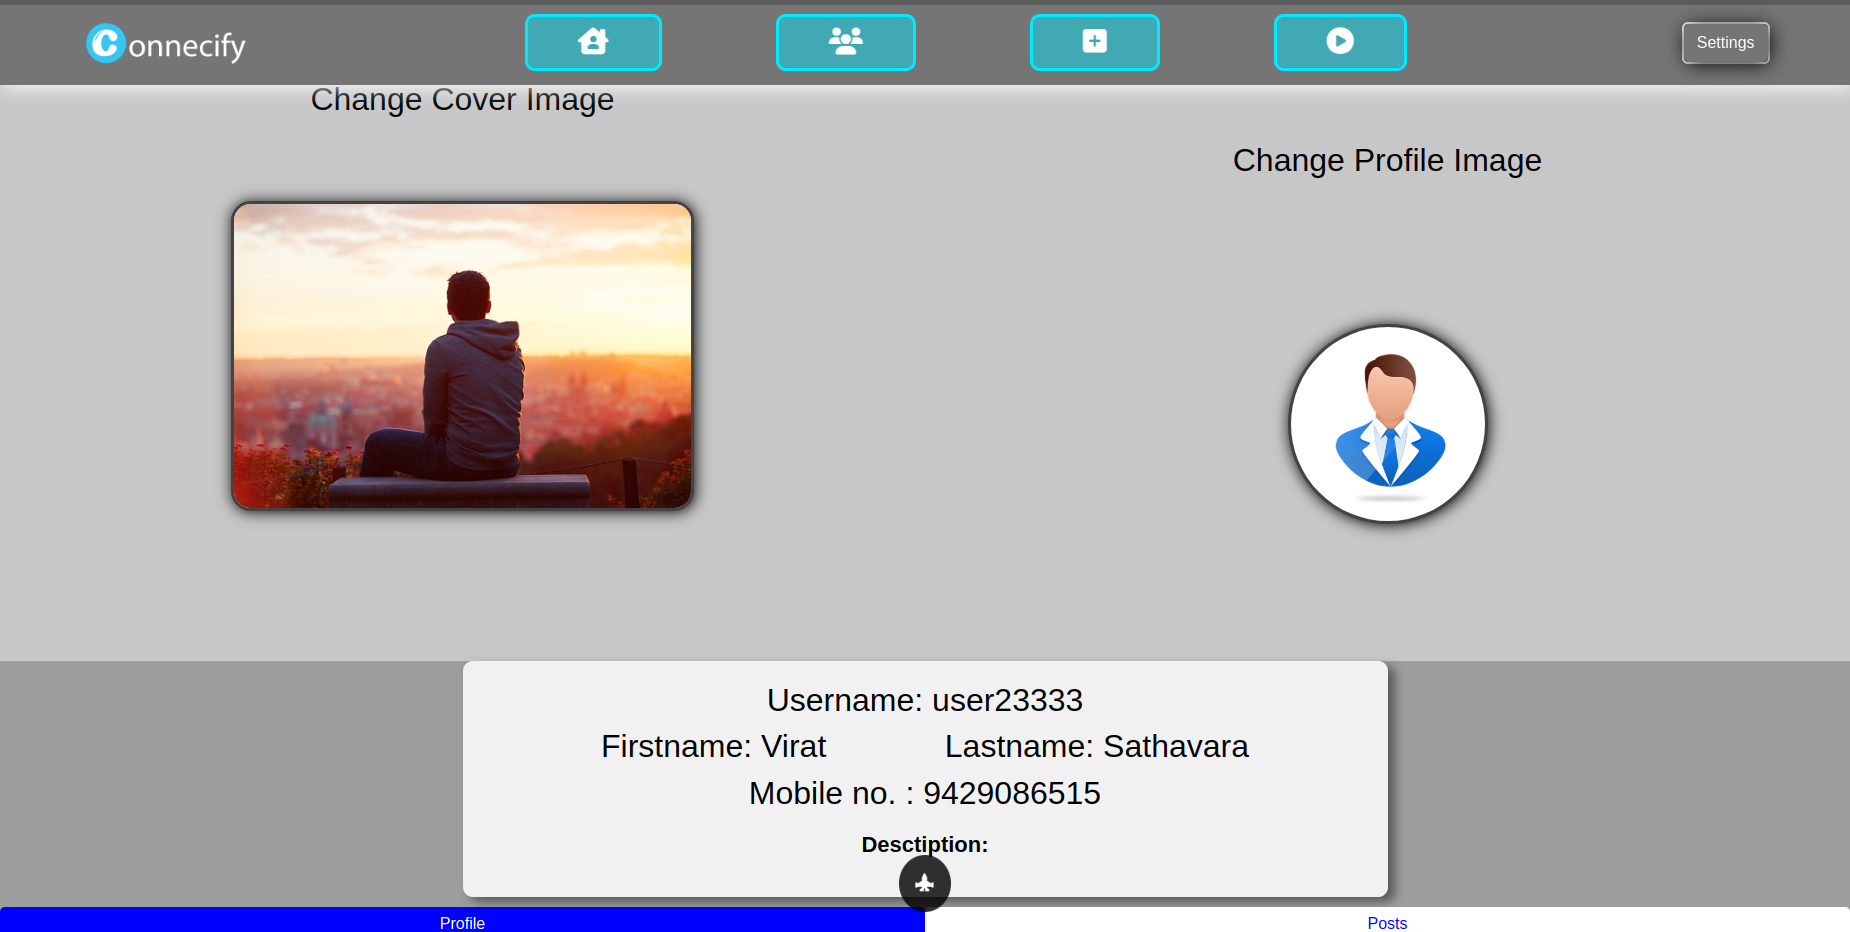 Connecify
Settings
Change Cover Image
Change Profile Image
Username: user23333
Firstname: Virat Lastname: Sathavara
Mobile no. : 9429086515
Desctiption:
Profile Posts